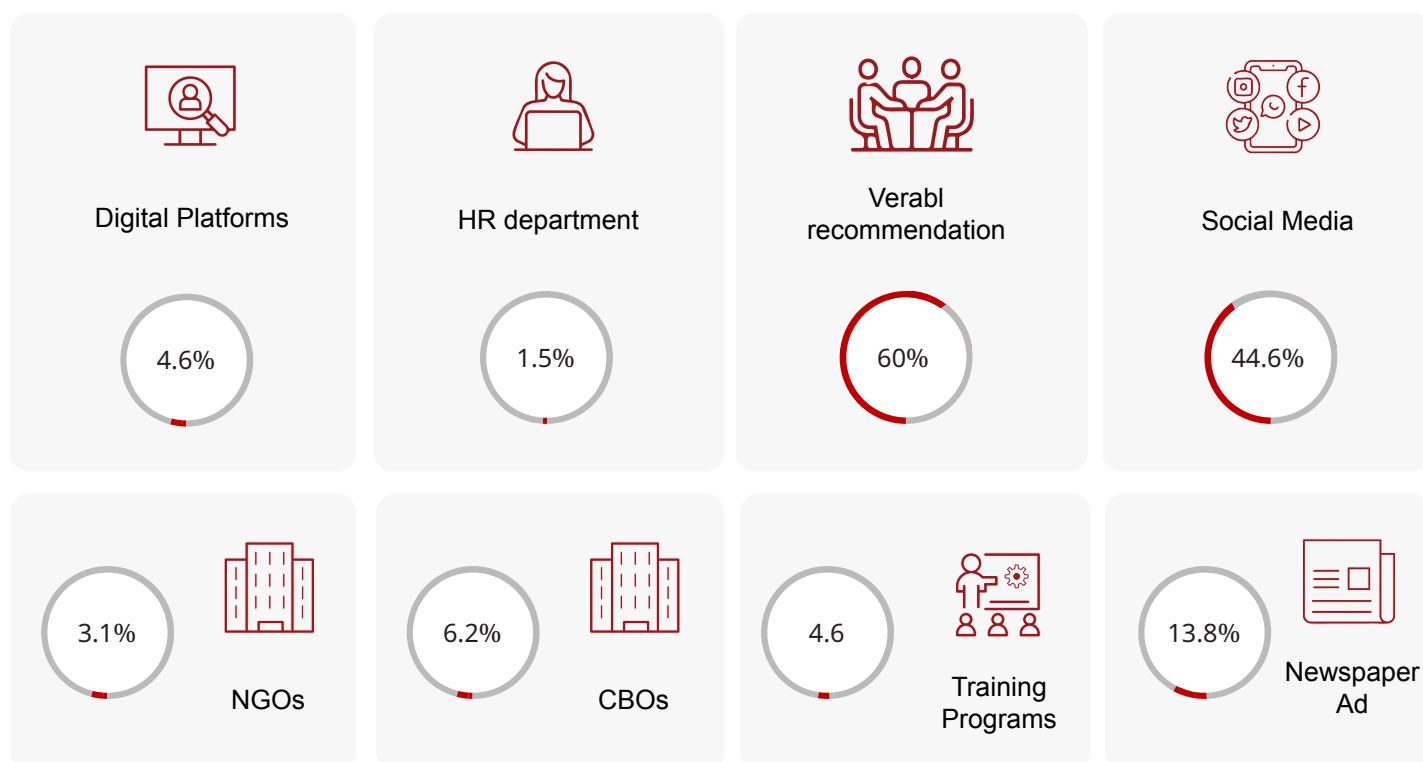 Digital Platforms
4.6%
HR department
1.5%
Verabl
recommendation
60%
Social Media
44.6%
3.1%
NGOs
6.2%
CBOs
4.6
Training
Programs
13.8%
Newspaper
Ad